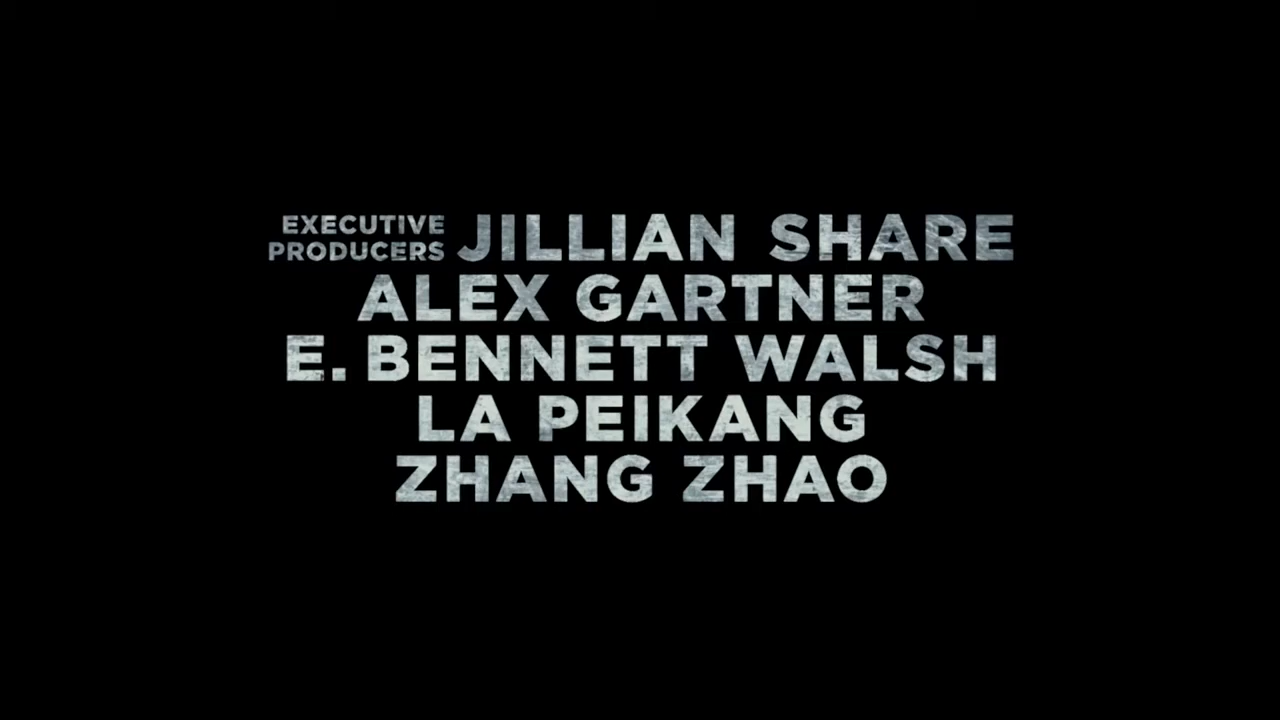 EXECUTIVE
PRODUCERS JILLIAN SHARE
ALEX GARTNER
E. BENNETT WALSH
LA PEIKANG
ZHANG ZHAO